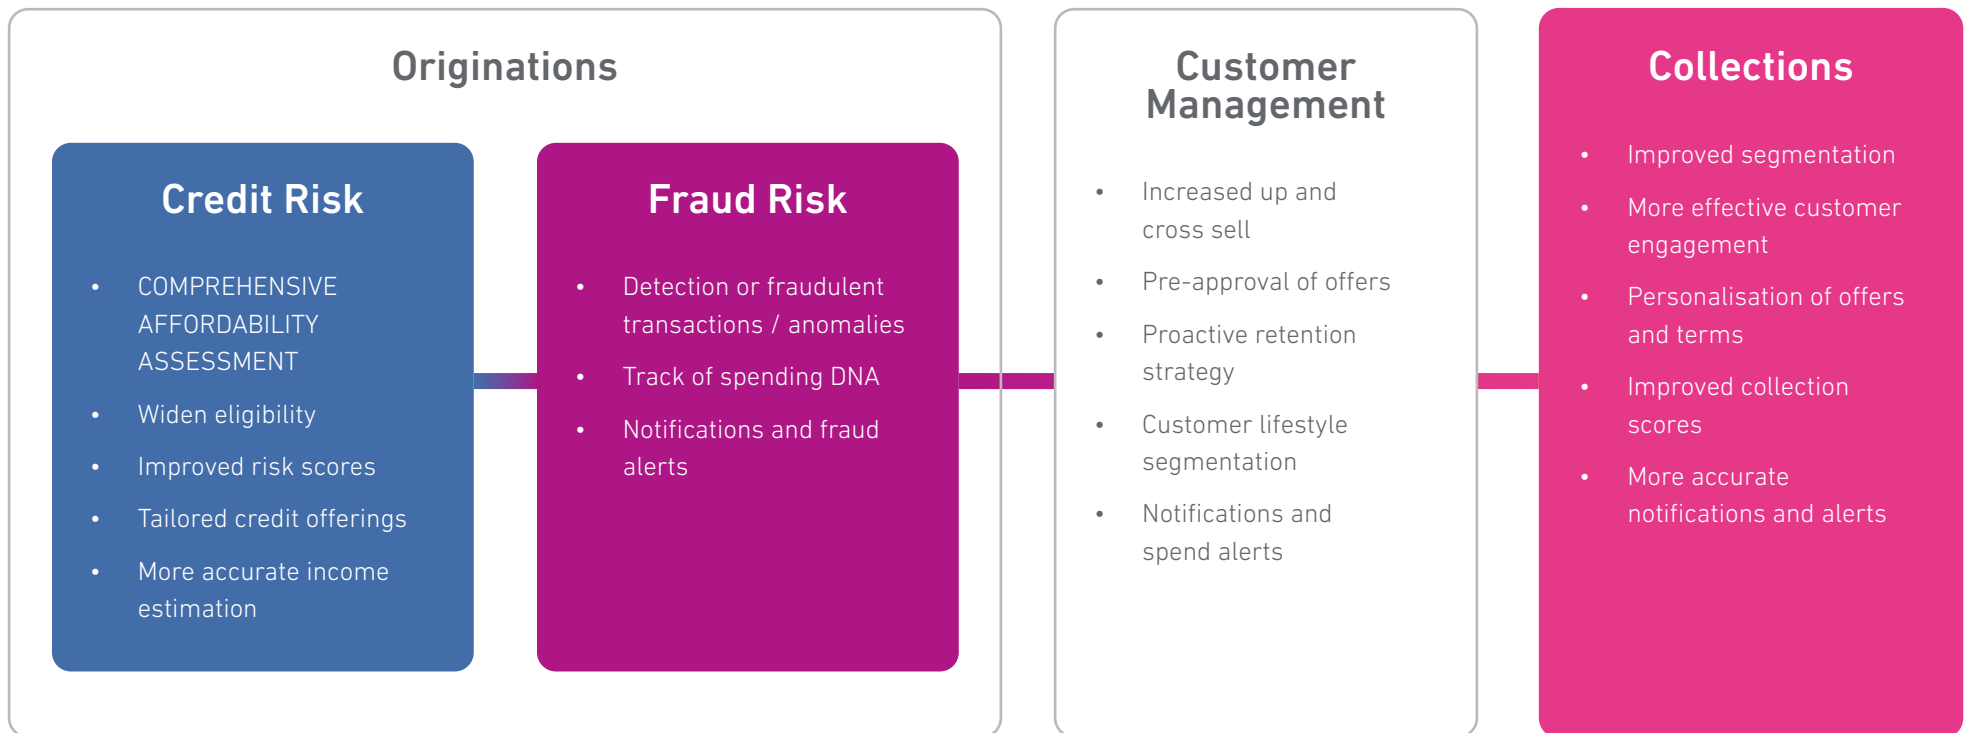 Originations
Credit Risk
• COMPREHENSIVE
AFFORDABILITY
ASSESSMENT
• Widen eligibility
• Improved risk scores
• Tailored credit offerings
• More accurate income
estimation
Fraud Risk
• Detection or fraudulent
transactions / anomalies
• Track of spending DNA
• Notifications and fraud
alerts
Customer
Management
• Increased up and
cross sell
• Pre-approval of offers
• Proactive retention
strategy
• Customer lifestyle
segmentation
• Notifications and
spend alerts
Collections
• Improved segmentation
• More effective customer
engagement
• Personalisation of offers
and terms
• Improved collection
scores
• More accurate
notifications and alerts